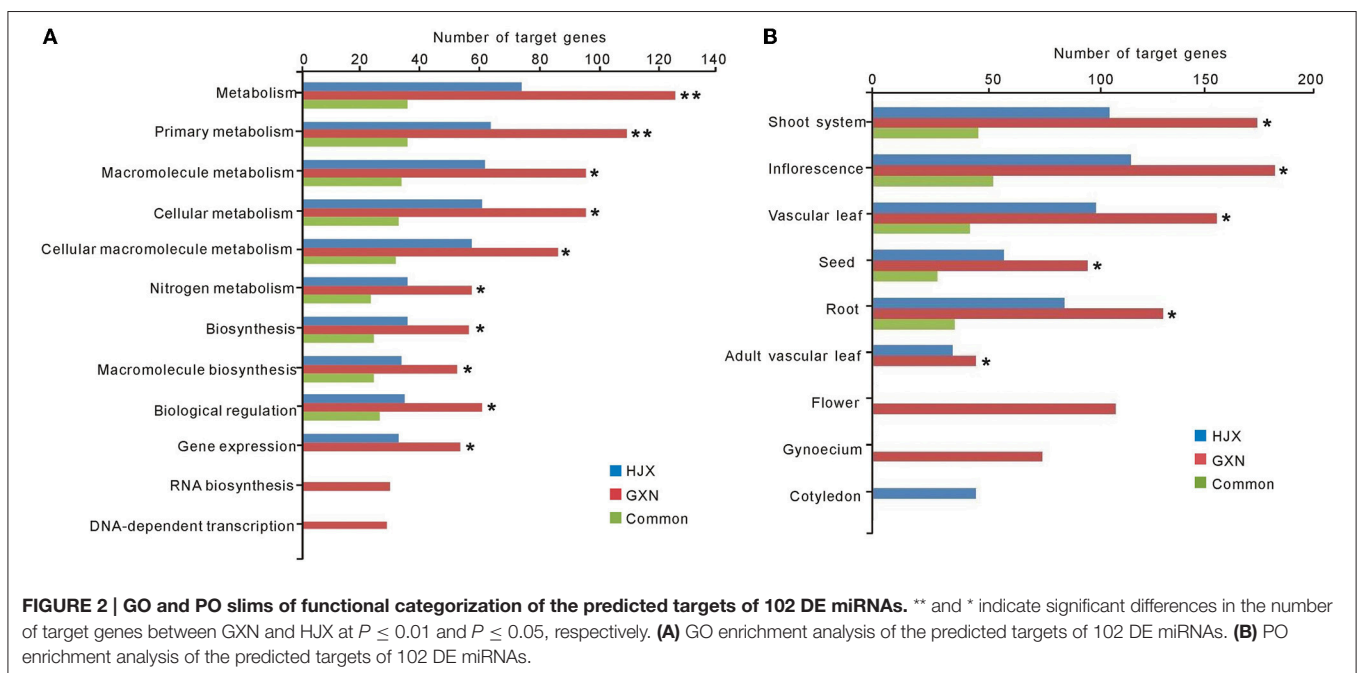 A
Number of target genes
0 20 40 60 80 100 120 140
Metabolism **
Primary metabolism **
Macromolecule metabolism *
Cellular metabolism *
Cellular macromolecule metabolism *
Nitrogen metabolism *
Biosynthesis *
Macromolecule biosynthesis *
Biological regulation *
Gene expression *
RNA biosynthesis
DNA-dependent transcription
HJX
GXN
Common
B
Number of target genes
0 50 100 150 200
Shoot system *
Inflorescence *
Vascular leaf *
Seed *
Root *
Adult vascular leaf *
Flower
Gynoecium
Cotyledon
HJX
GXN
Common
FIGURE 2 | GO and PO slims of functional categorization of the predicted targets of 102 DE miRNAs. ** and * indicate significant differences in the number
of target genes between GXN and HJX at P ≤ 0.01 and P ≤ 0.05, respectively. (A) GO enrichment analysis of the predicted targets of 102 DE miRNAs. (B) PO
enrichment analysis of the predicted targets of 102 DE miRNAs.